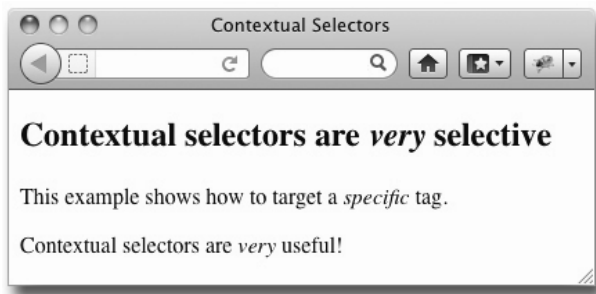 Contextual Selectors
Contextual selectors are very selective
This example shows how to target a specific tag.
Contextual selectors are very useful!